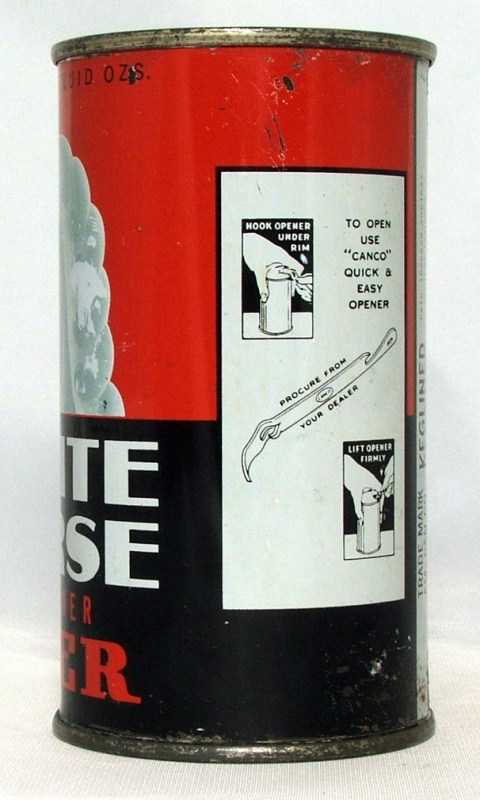 UID OZS.
HOOK OPENER
UNDER
RIM
TO OPEN
USE
"CANCO"
QUICK &
EASY
OPENER
PROCURE FROM
YOUR DEALER
LIFT OPENER
FIRMLY
ITE
RSE
ER
ER
TRADE MARK KEGLINED